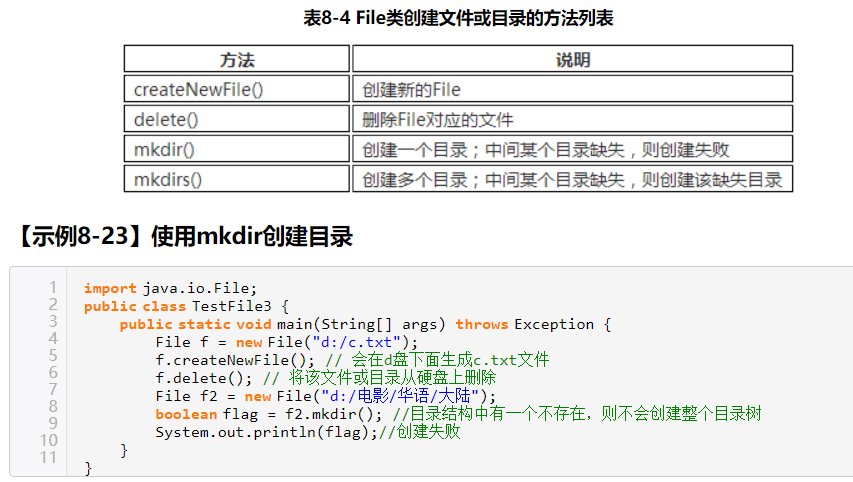 表8-4 File类创建文件或目录的方法列表
方法 说明
createNewFile() 创建新的File
delete() 删除File对应的文件
mkdir() 创建一个目录；中间某个目录缺失，则创建失败
mkdirs() 创建多个目录；中间某个目录缺失，则创建该缺失目录
【示例8-23】使用mkdir创建目录
1 import java.io.File;
2 public class TestFile3 {
3 public static void main(String[] args) throws Exception {
4 File f = new File("d:/c.txt");
5 f.createNewFile(); // 会在d盘下面生成c.txt文件
6 f.delete(); // 将该文件或目录从硬盘上删除
7 File f2 = new File("d:/电影/华语/大陆");
8 boolean flag = f2.mkdir(); //目录结构中有一个不存在，则不会创建整个目录树
9 System.out.println(flag);//创建失败
10 }
11 }